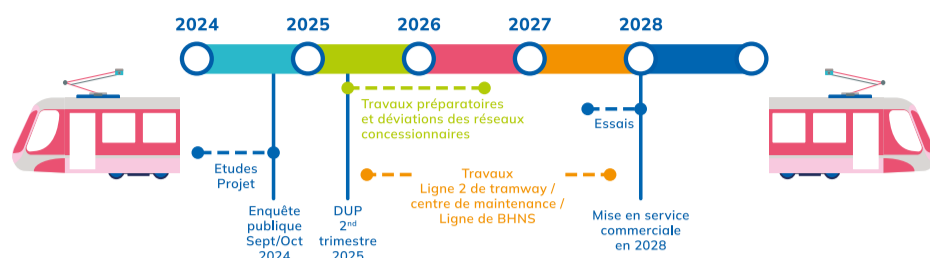 2024
2025
2026
2027
2028
Travaux préparatoires
et déviations des réseaux
concessionnaires
Essais
Etudes
Projet
Travaux
Ligne 2 de tramway /
centre de maintenance /
Ligne de BHNS
Enquête
publique
Sept/Oct
2024
DUP
2nd
trimestre
2025
Mise en service
commerciale
en 2028